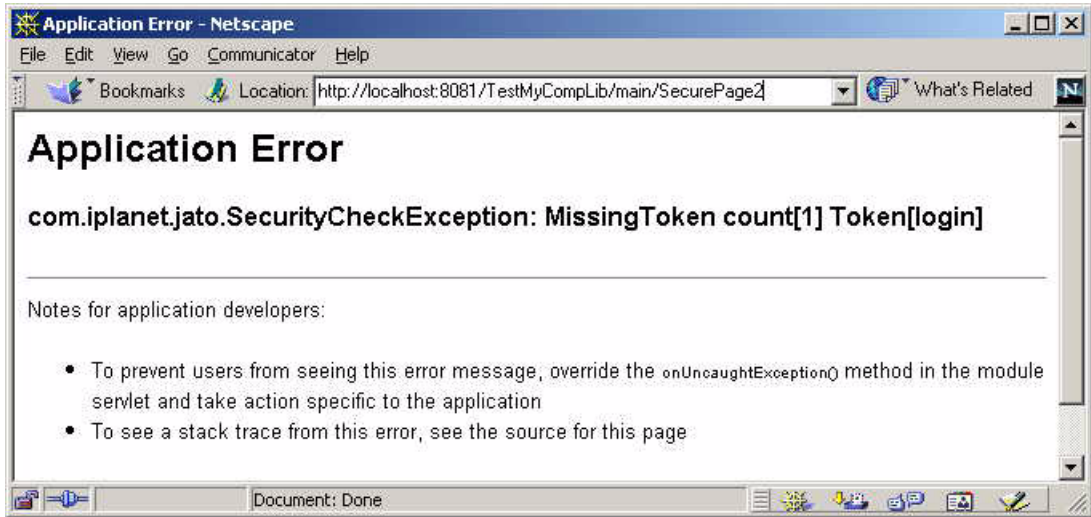 Application Error - Netscape
File Edit View Go Communicator Help
Bookmarks Location: http://localhost:8081/TestMyCompLib/main/SecurePage2 What's Related N
Application Error
com.iplanet.jato.SecurityCheckException: MissingToken count[1] Token[login]
Notes for application developers:
To prevent users from seeing this error message, override the onUncaughtException() method in the module
servlet and take action specific to the application
To see a stack trace from this error, see the source for this page
Document: Done